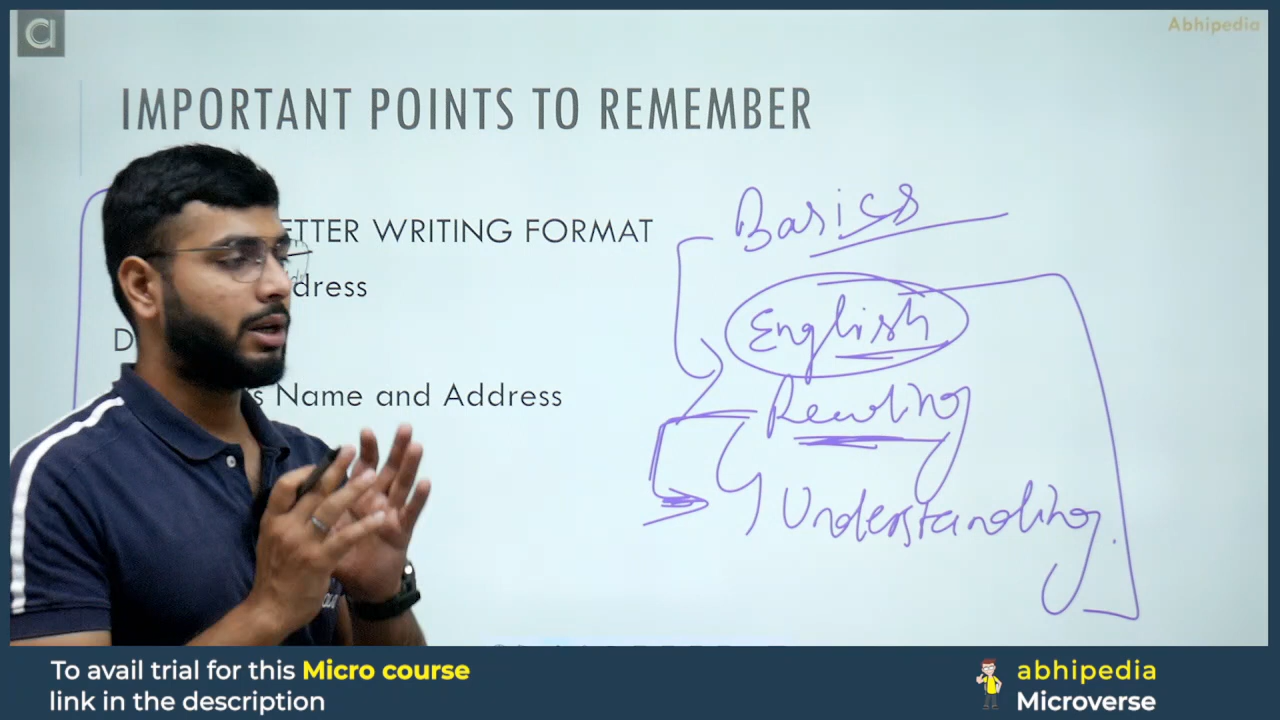 Abhipedia
IMPORTANT POINTS TO REMEMBER
ETTER WRITING FORMAT
dress
D
s Name and Address
Basics
English
Reading
Understanding
To avail trial for this Micro course
link in the description
abhipedia
Microverse